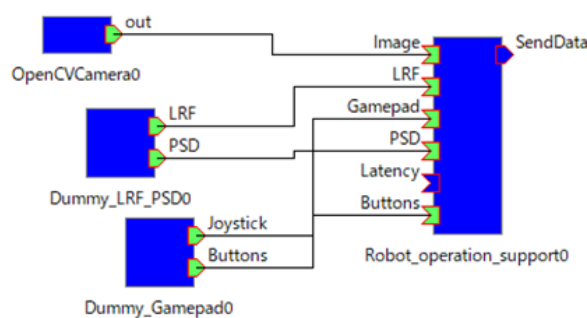 out
OpenCVCamera0
LRF
PSD
Dummy_LRF_PSD0
Joystick
Buttons
Dummy_Gamepad0
Image
LRF
Gamepad
PSD
Latency
Buttons
SendData
Robot_operation_support0